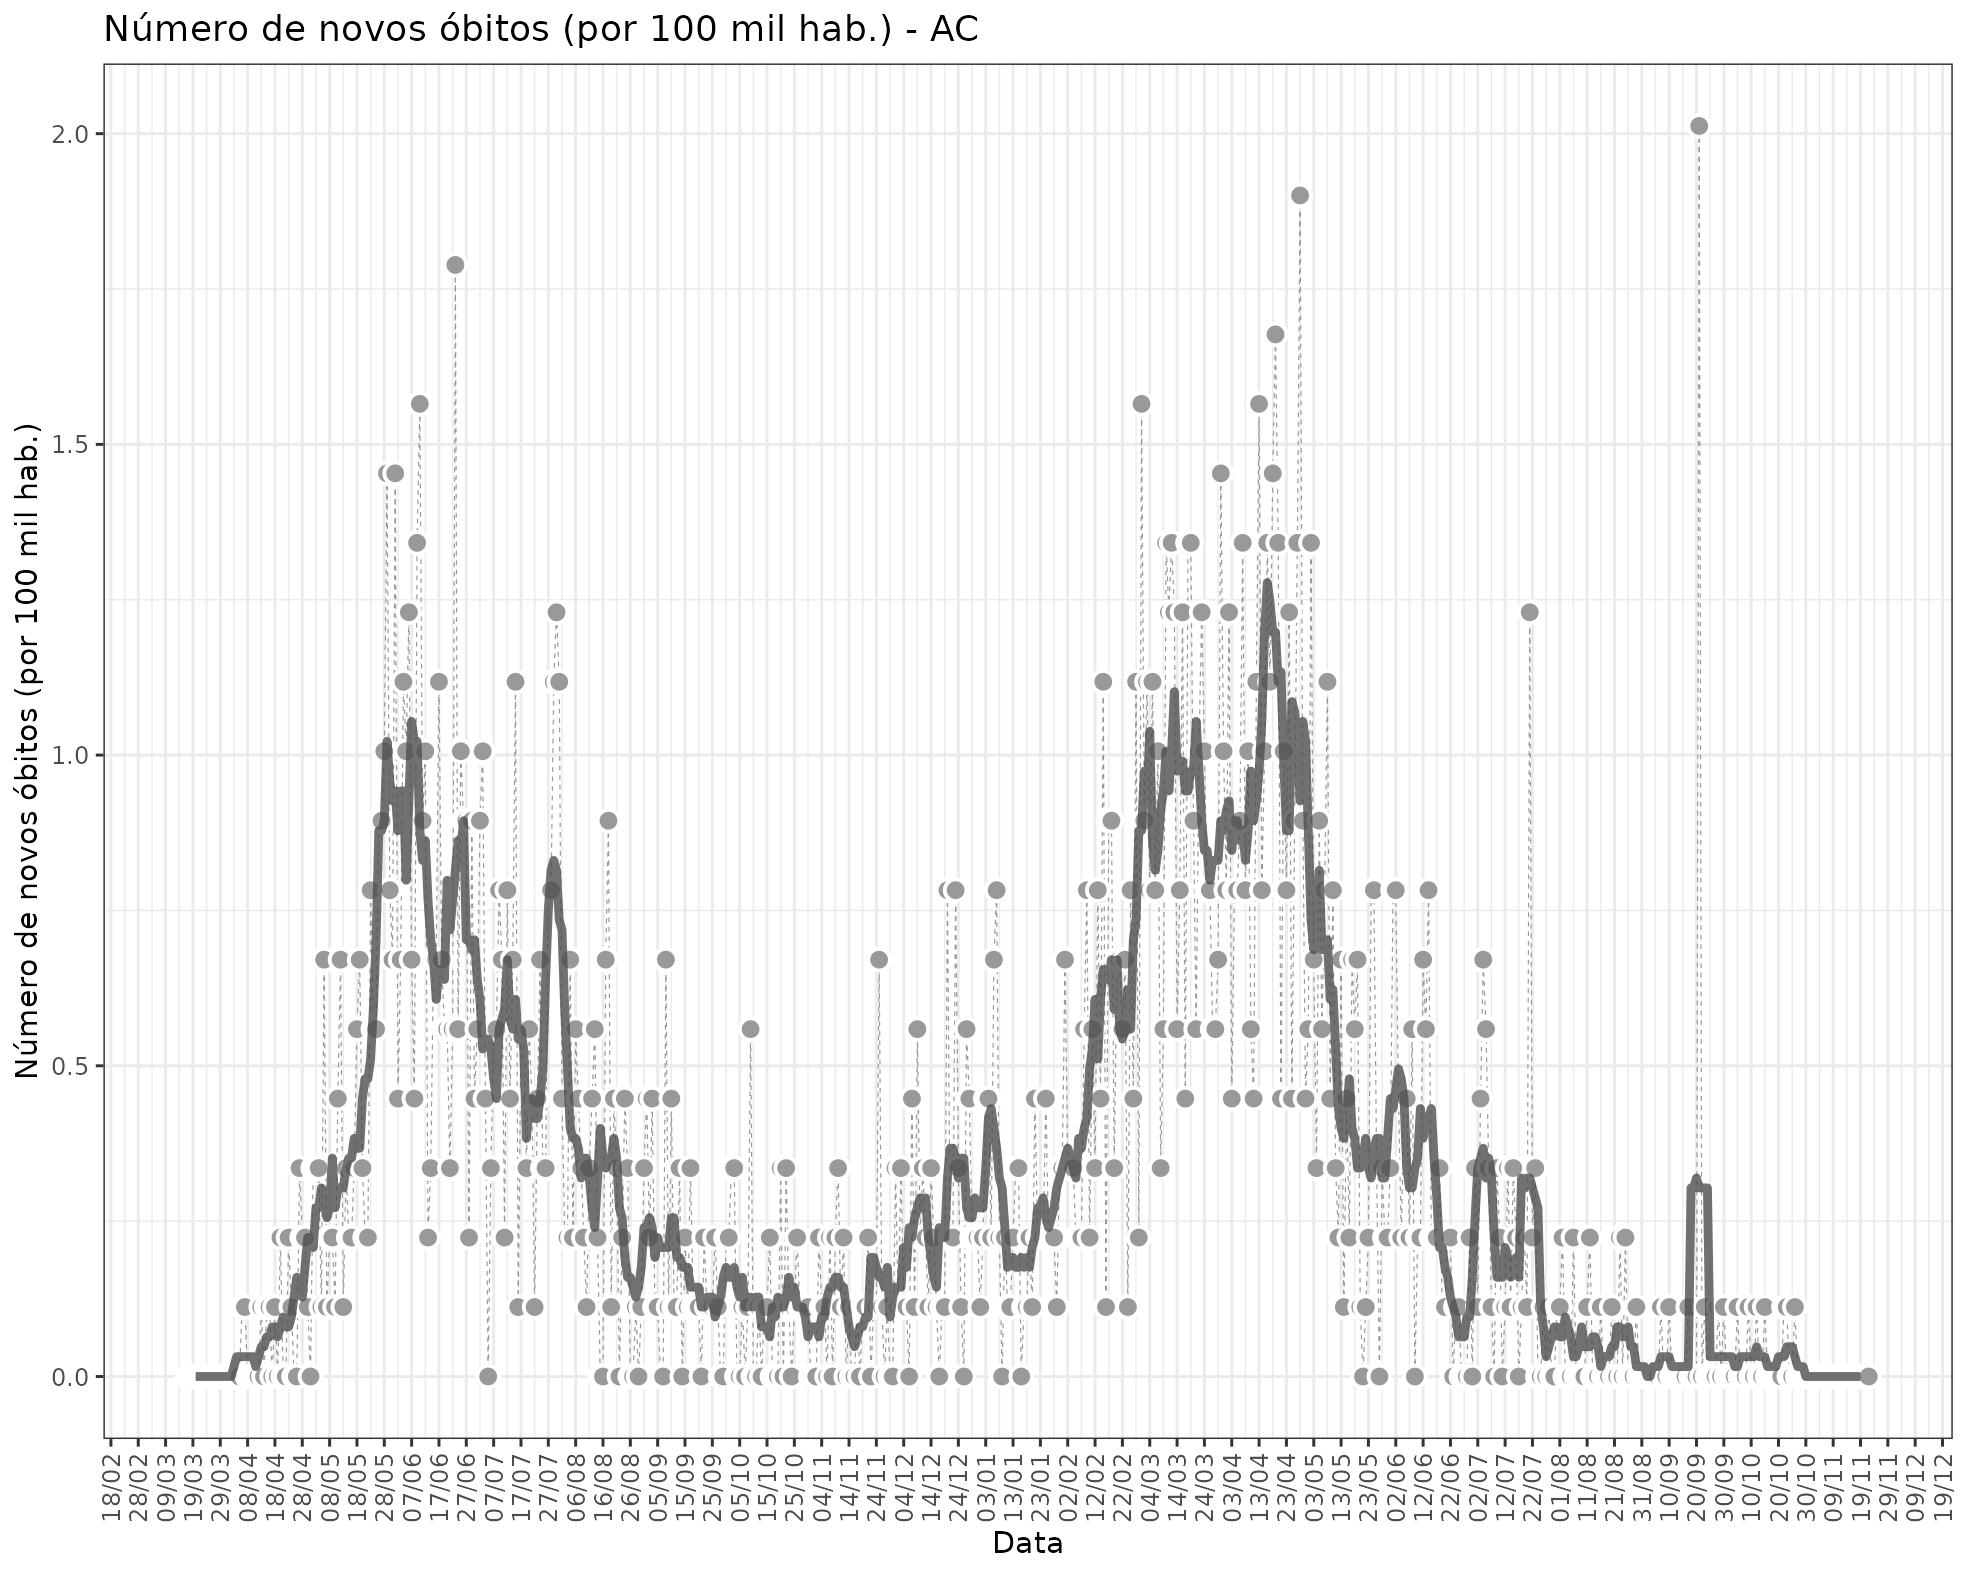 Número de novos óbitos (por 100 mil hab.) - AC
Número de novos óbitos (por 100 mil hab.)
2.0
1.5
1.0
0.5
0.0
18/02 28/02 09/03 19/03 29/03 08/04 18/04 28/04 08/05 18/05 28/05 07/06 17/06 27/06 07/07 17/07 27/07 06/08 16/08 26/08 05/09 15/09 25/09 05/10 15/10 25/10 04/11 14/11 24/11 04/12 14/12 24/12 03/01 13/01 23/01 02/02 12/02 22/02 04/03 14/03 24/03 03/04 13/04 23/04 03/05 13/05 23/05 02/06 12/06 22/06 02/07 12/07 22/07 01/08 11/08 21/08 31/08 10/09 20/09 30/09 10/10 20/10 30/10 09/11 19/11 29/11 09/12 19/12
Data